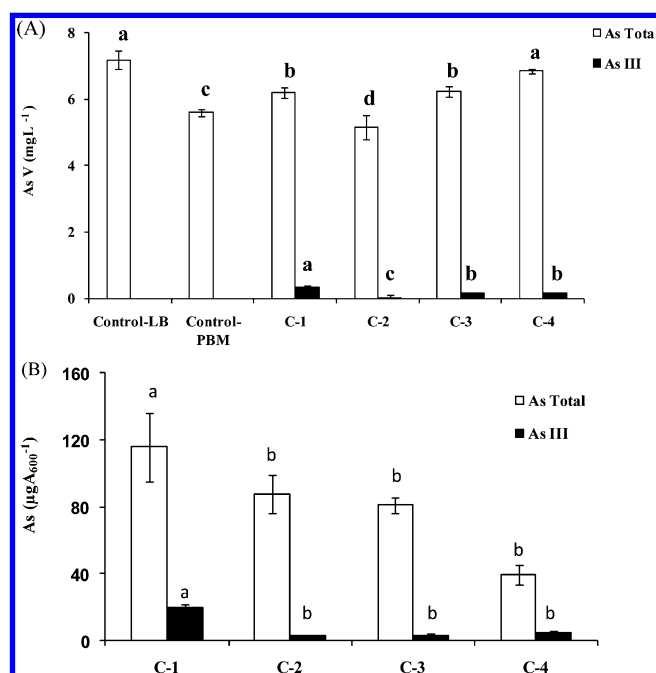 (A)
8
6
4
2
0
As V (mgL -1)
a
c
b
d
b
a
a
c
b
b
As Tota
As III
Control-LB
Control-PBM
C-1
C-2
C-3
C-4
(B)
160
120
80
40
0
As (µgA600-1)
a
b
b
b
a
b
b
b
As Total
As III
C-1
C-2
C-3
C-4